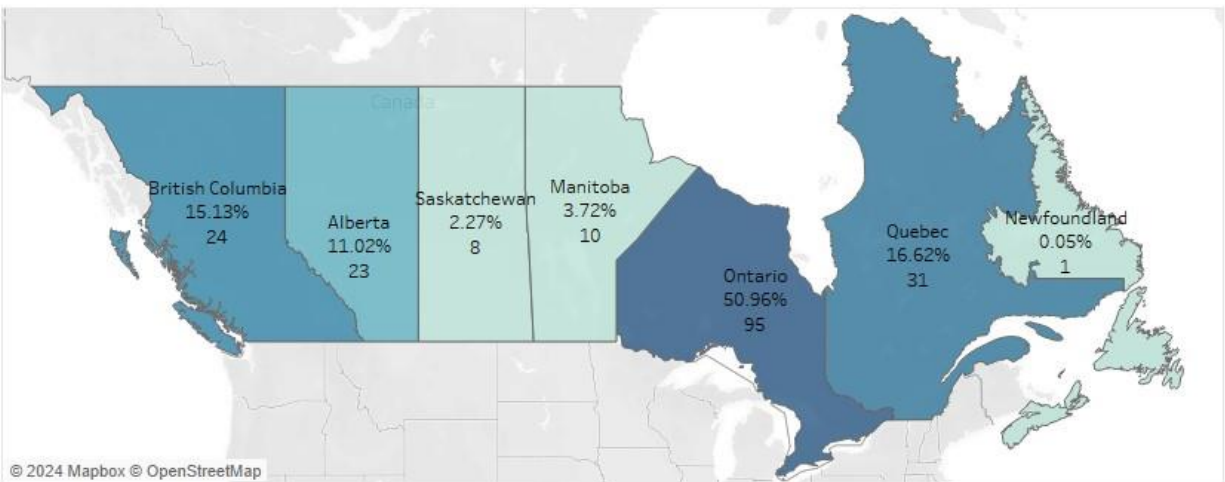 Canada
British Columbia
15.13%
24
Alberta
11.02%
23
Saskatchewan
2.27%
8
Manitoba
3.72%
10
Ontario
50.96%
95
Quebec
16.62%
31
Newfoundland
0.05%
1
© 2024 Mapbox © OpenStreetMap